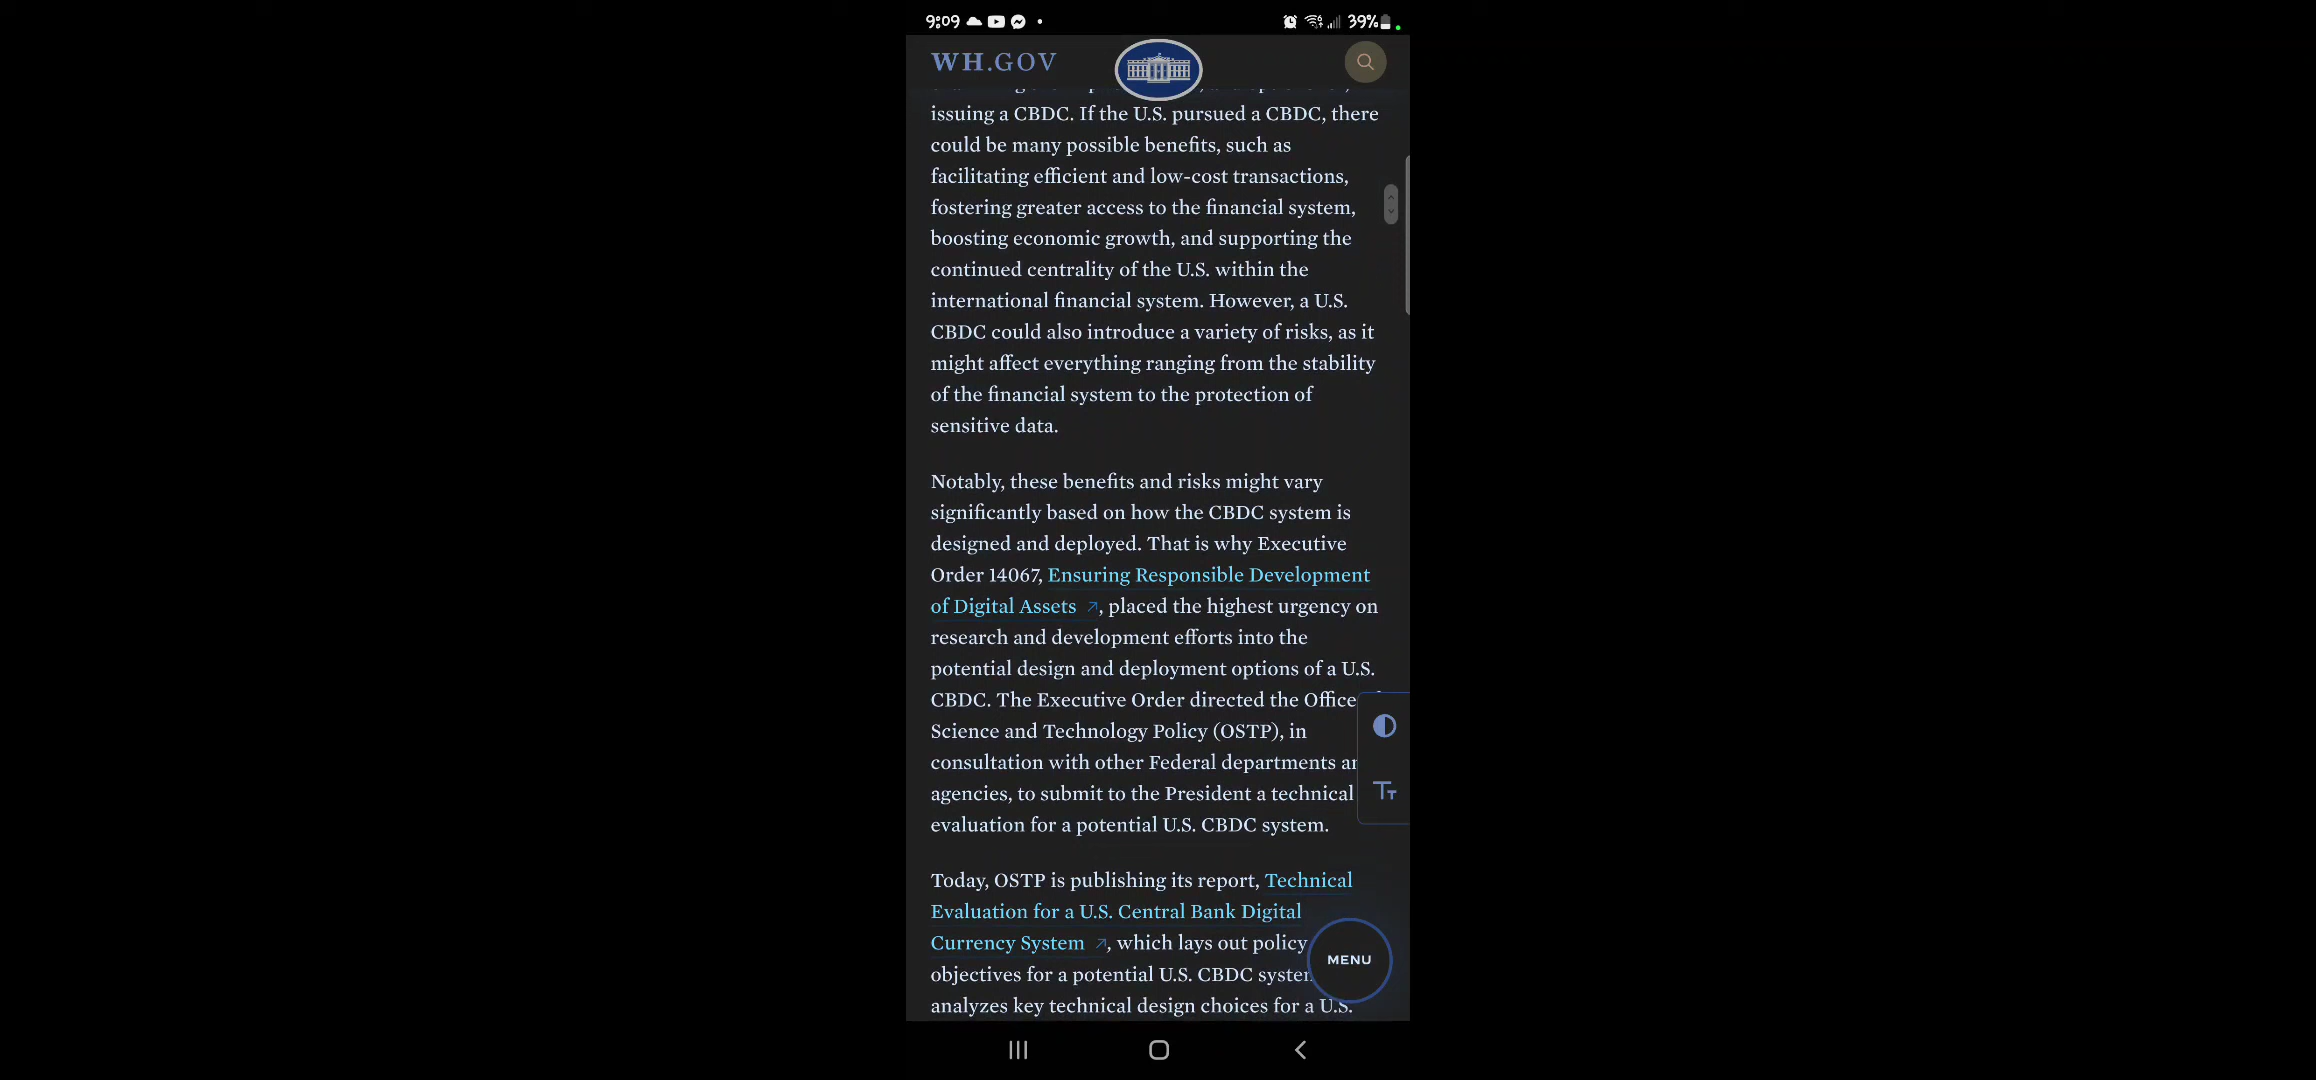 9:09
39%
WH.GOV
issuing a CBDC. If the U.S. pursued a CBDC, there
could be many possible benefits, such as
facilitating efficient and low-cost transactions,
fostering greater access to the financial system,
boosting economic growth, and supporting the
continued centrality of the U.S. within the
international financial system. However, a U.S.
CBDC could also introduce a variety of risks, as it
might affect everything ranging from the stability
of the financial system to the protection of
sensitive data.
Notably, these benefits and risks might vary
significantly based on how the CBDC system is
designed and deployed. That is why Executive
Order 14067, Ensuring Responsible Development
of Digital Assets ↗, placed the highest urgency on
research and development efforts into the
potential design and deployment options of a U.S.
CBDC. The Executive Order directed the Office
Science and Technology Policy (OSTP), in
consultation with other Federal departments
agencies, to submit to the President a technical
evaluation for a potential U.S. CBDC system.
Today, OSTP is publishing its report, Technical
Evaluation for a U.S. Central Bank Digital
Currency System ↗, which lays out policy
objectives for a potential U.S. CBDC
analyzes key technical design choices for a U.S.
Tт
MENU